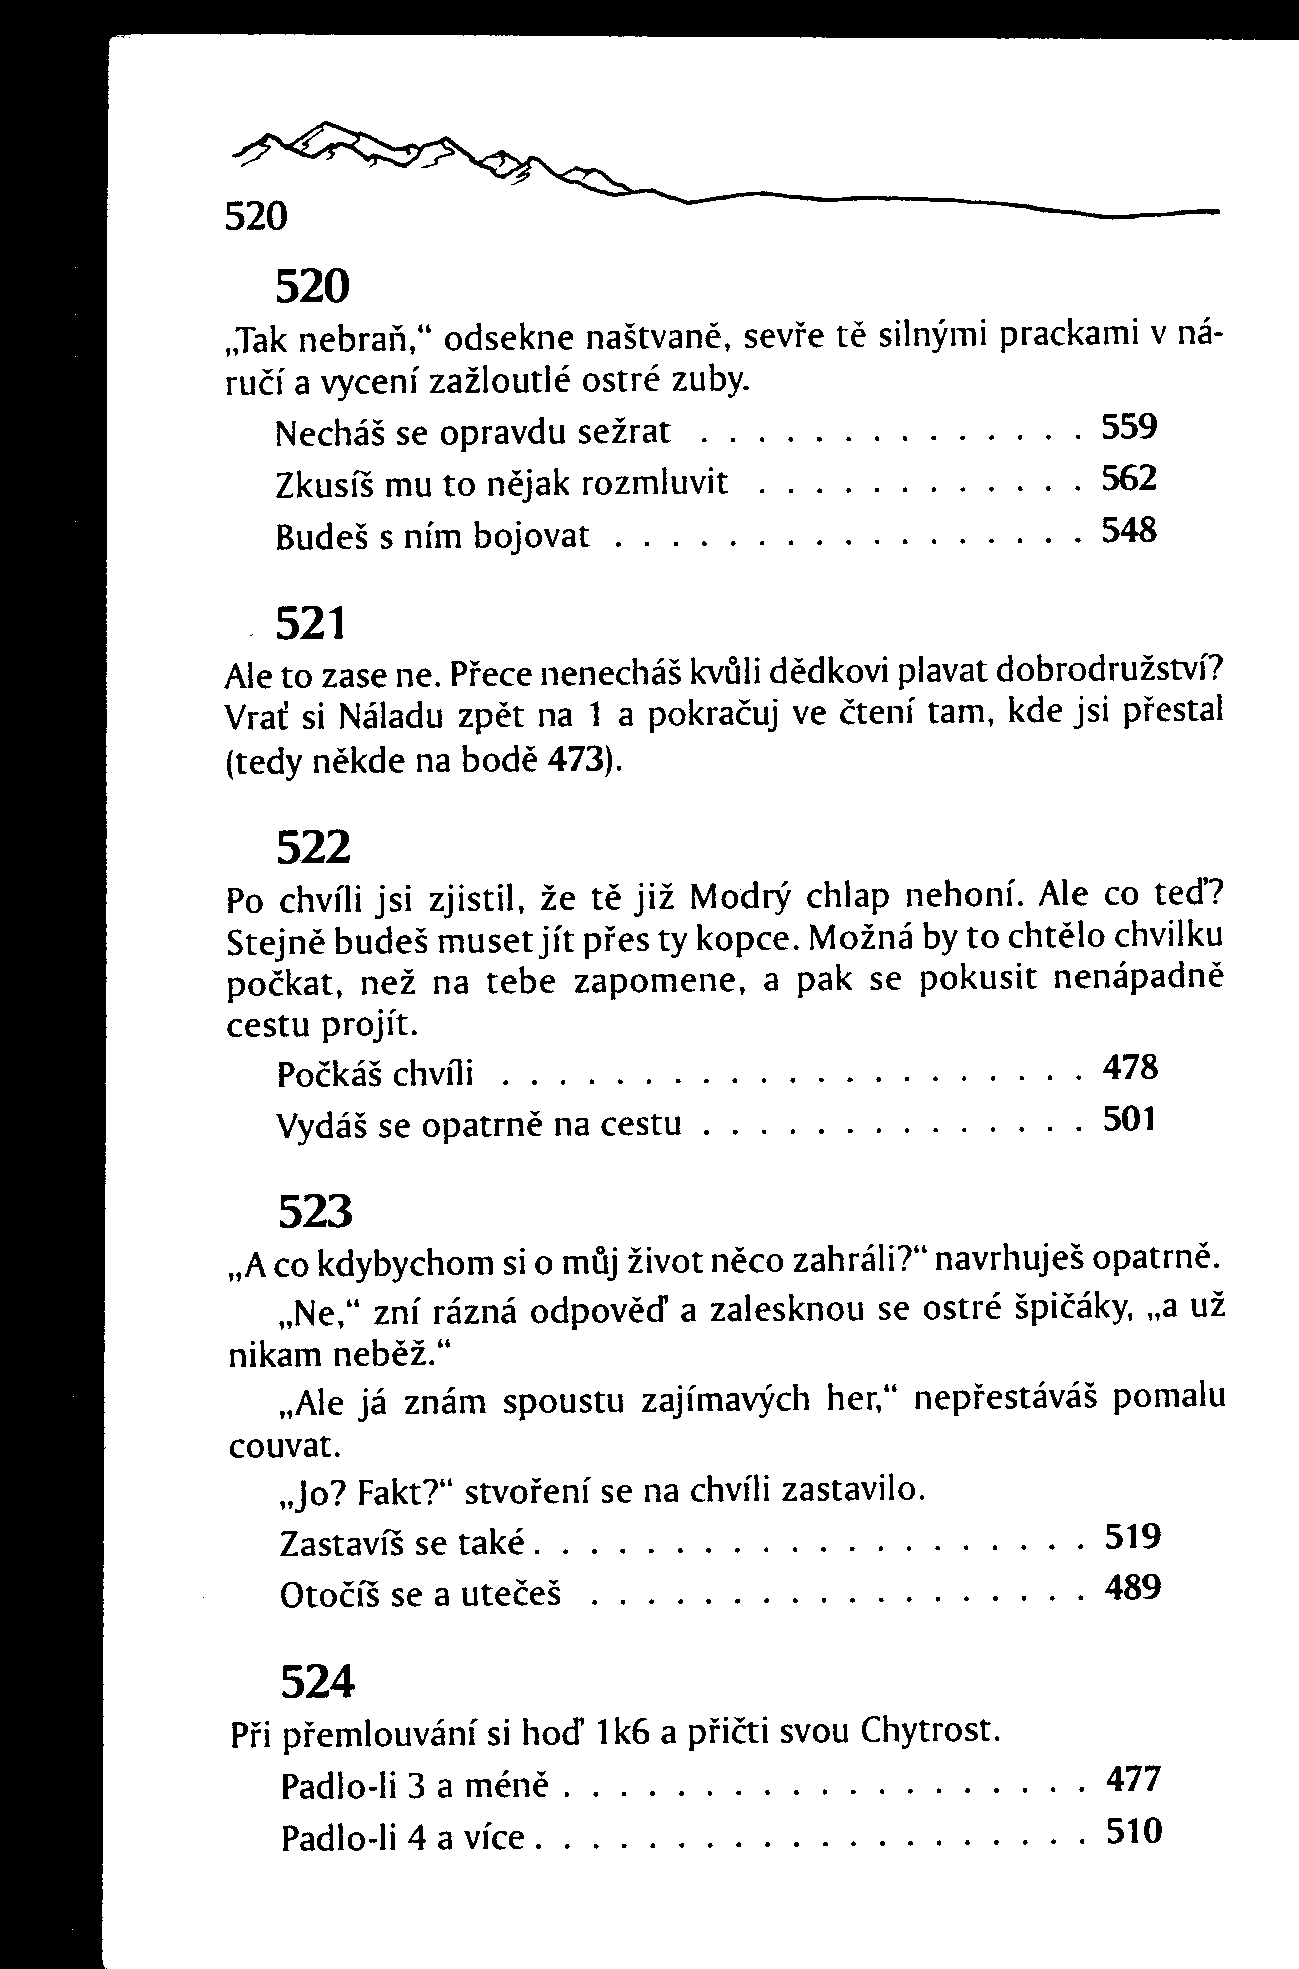 520
520
„Tak nebraň,“ odsekne naštvaně, sevře tě silnými prackami v ná-
ručí a vycení zažloutlé ostré zuby.
Necháš se opravdu sežrat . . . . . . . . . . . . . . 559
Zkusíš mu to nějak rozmluvit . . . . . . . . . . . . 562
Budeš s ním bojovat . . . . . . . . . . . . . . . . . 548
521
Ale to zase ne. Přece nenecháš kvůli dědkovi plavat dobrodružství?
Vrať si Náladu zpět na 1 a pokračuj ve čtení tam, kde jsi přestal
(tedy někde na bodě 473).
522
Po chvíli jsi zjistil, že tě již Modrý chlap nehoní. Ale co teď?
Stejně budeš muset jít přes ty kopce. Možná by to chtělo chvilku
počkat, než na tebe zapomene, a pak se pokusit nenápadně
cestu projít.
Počkáš chvíli . . . . . . . . . . . . . . . . . . . . . 478
Vydáš se opatrně na cestu . . . . . . . . . . . . . . 501
523
„A co kdybychom si o můj život něco zahráli?“ navrhuješ opatrně.
„Ne,“ zní rázná odpověď a zalesknou se ostré špičáky, „a už
nikam neběž.“
„Ale já znám spoustu zajímavých her,“ nepřestáváš pomalu
couvat.
„Jo? Fakt?“ stvoření se na chvíli zastavilo.
Zastavíš se také . . . . . . . . . . . . . . . . . . . . 519
Otočíš se a utečeš . . . . . . . . . . . . . . . . . . 489
524
Při přemlouvání si hoď 1k6 a přičti svou Chytrost.
Padlo-li 3 a méně . . . . . . . . . . . . . . . . . . . 477
Padlo-li 4 a více . . . . . . . . . . . . . . . . . . . . 510